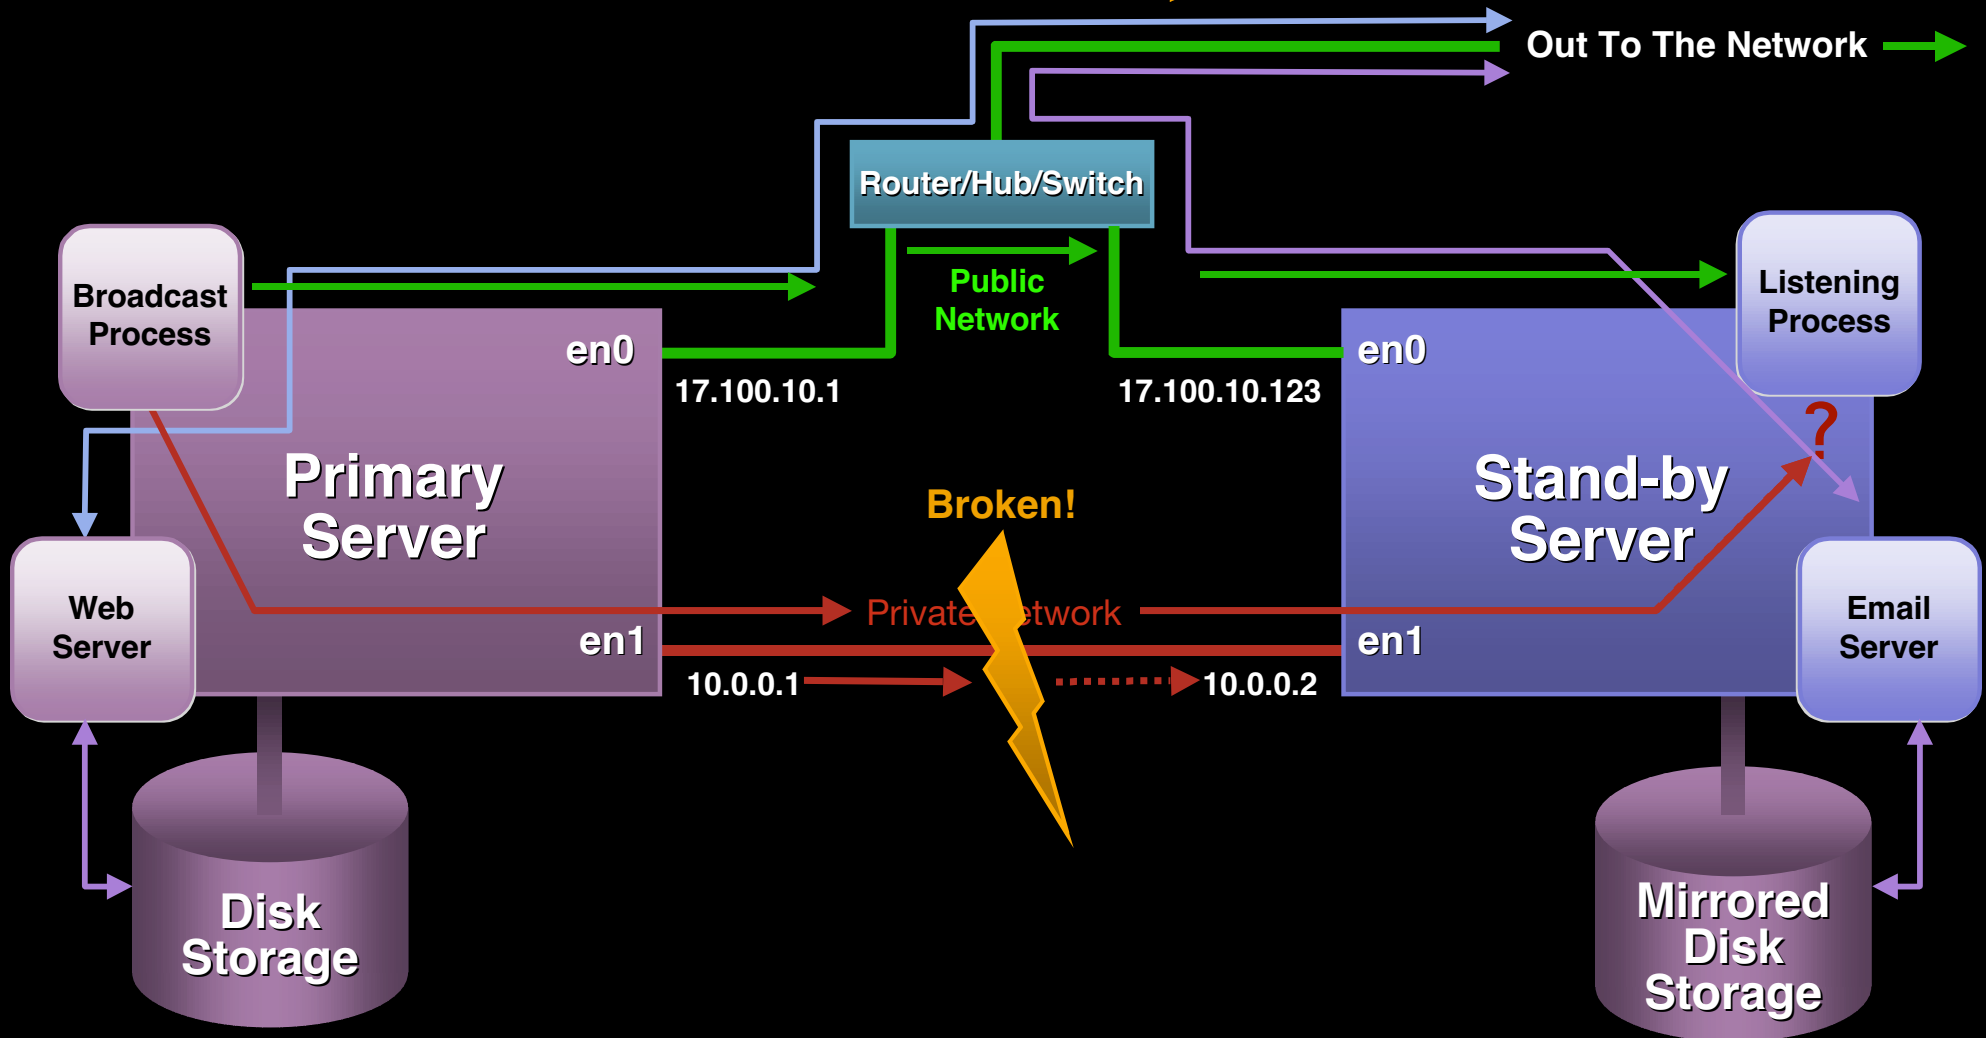 Out To The Network
Router/Hub/Switch
Broadcast
Process
Public
Network
Listening
Process
en0
en0
17.100.10.1
17.100.10.123
?
Primary
Server
Broken!
Stand-by
Server
Web
Server
Private
etwork
Email
Server
en1
en1
10.0.0.1
10.0.0.2
Disk
Storage
Mirrored
Disk
Storage